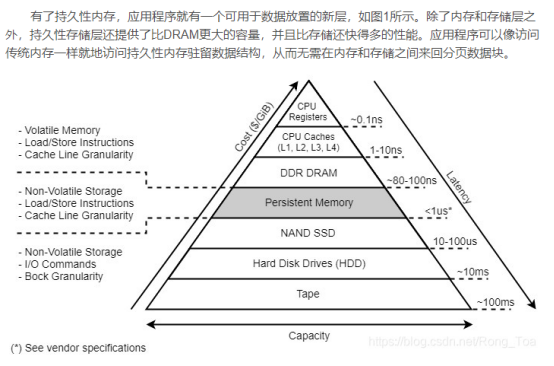 有了持久性内存，应用程序就有一个可用于数据放置的新层，如图1所示。除了内存和存储层之
外，持久性存储层还提供了比DRAM更大的容量，并且比存储还快得多的性能。应用程序可以像访问
传统内存一样就地访问持久性内存驻留数据结构，从而无需在内存和存储之间来回分页数据块。
Cost ($/GiB)
CPU
Registers
~0.1ns
CPU Caches
(L1, L2, L3, L4)
1-10ns
- Volatile Memory
- Load/Store Instructions
- Cache Line Granularity
DDR DRAM
~80-100ns
Latency
- Non-Volatile Storage
- Load/Store Instructions
- Cache Line Granularity
Persistent Memory
<1us*
NAND SSD
10-100us
- Non-Volatile Storage
- I/O Commands
- Bock Granularity
Hard Disk Drives (HDD)
~10ms
Tape
~100ms
Capacity
(*) See vendor specifications
https://blog.csdn.net/Rong_Toa